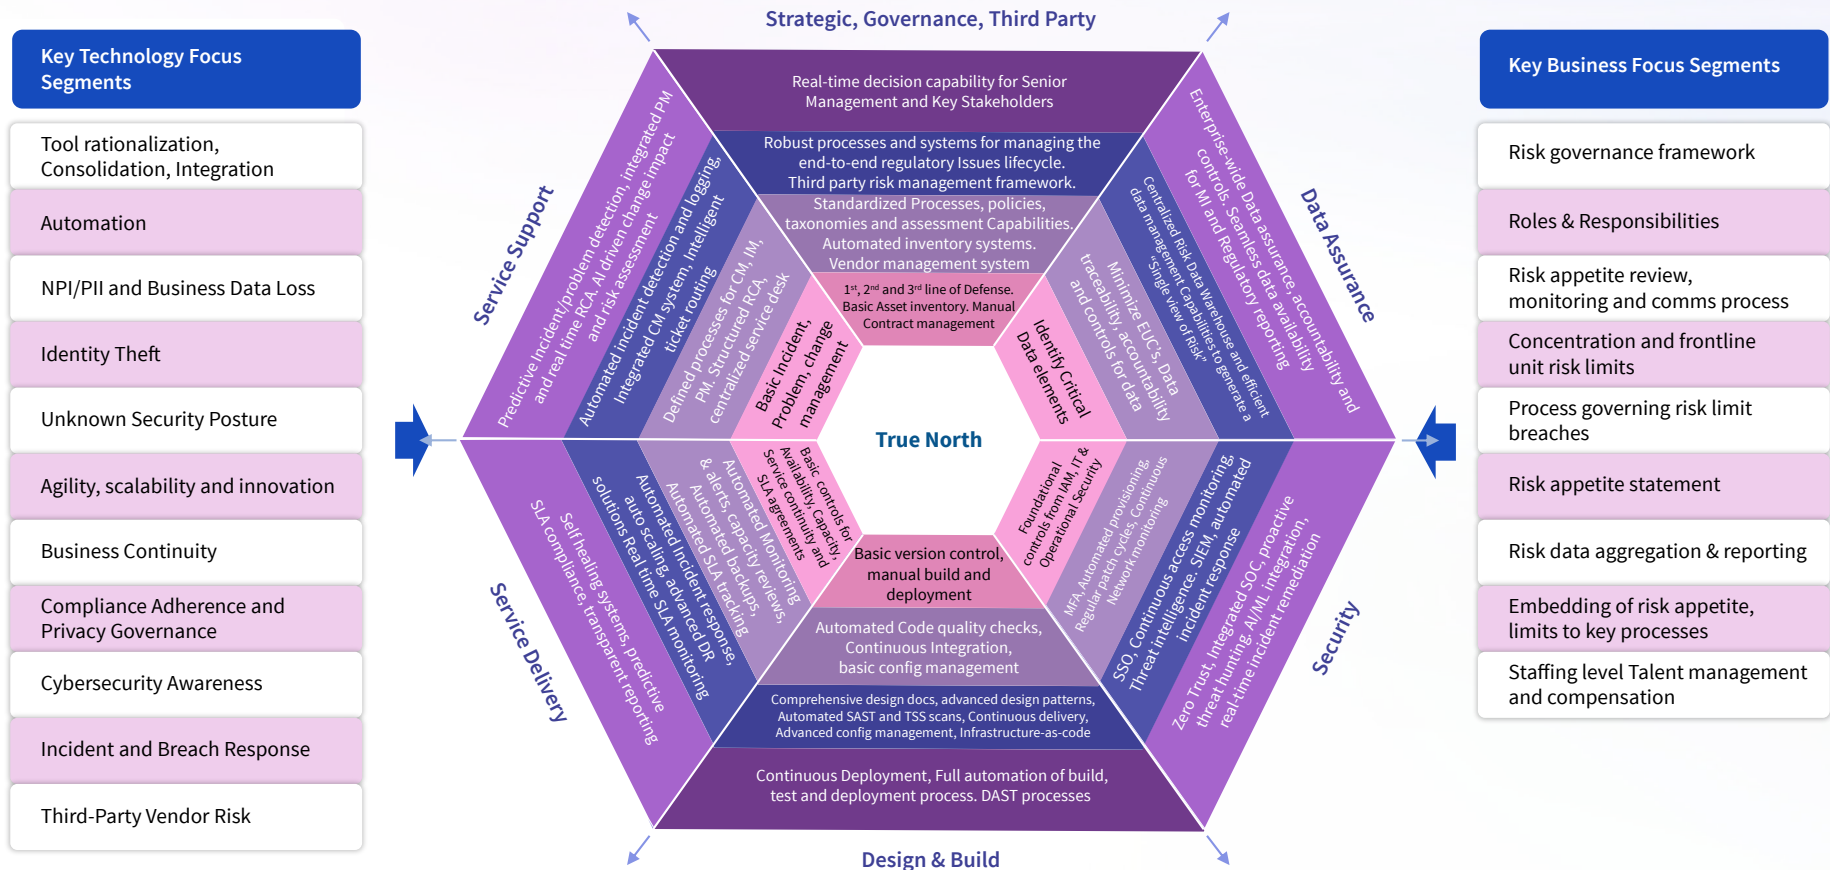 Strategic, Governance, Third Party
Key Technology Focus
Segments
Tool rationalization,
Consolidation, Integration
Automation
NPI/PII and Business Data Loss
Identity Theft
Unknown Security Posture
Agility, scalability and innovation
Business Continuity
Compliance Adherence and
Privacy Governance
Cybersecurity Awareness
Incident and Breach Response
Third-Party Vendor Risk
Real-time decision capability for Senior
Management and Key Stakeholders
Robust processes and systems for managing the
end-to-end regulatory Issues lifecycle.
Third party risk management framework.
Standardized Processes, policies,
taxonomies and assessment Capabilities.
Automated inventory systems.
Vendor management system
1st, 2nd and 3rd line of Defense.
Basic Asset inventory. Manual
Contract management
Service Support
Predictive Incident/problem detection, integrated PM
and real time RCA. AI driven change impact
and risk assessment
Automated incident detection and logging,
Integrated CM system, Intelligent
ticket routing
Defined processes for CM, IM,
PM. Structured RCA,
centralized service desk
Basic Incident,
Problem, change
management
Data Assurance
Enterprise-wide Data assurance, accountability and
controls. Seamless data availability
for MI and Regulatory reporting
Centralized Risk Data Warehouse and efficient
data management Capabilities to generate a
“Single view of Risk”
Minimize EUC's, Data
traceability, accountability
and controls for data
Identify Critical
Data elements
True North
Service Delivery
Basic controls for
Availability, Capacity,
Service continuity and
SLA agreements
Automated Monitoring
& alerts, capacity reviews,
Automated backups,
Automated SLA tracking
Automated Incident response,
auto scaling, advanced DR
solutions Real time SLA monitoring
Self healing systems, predictive
SLA compliance, transparent reporting
Security
Foundational
controls from IAM, IT &
Operational Security
MFA, Automated provisioning,
Regular patch cycles, Continuous
Network monitoring
SSO, Continuous access monitoring,
Threat intelligence. SIEM, automated
incident response
Zero Trust, Integrated SOC, proactive
threat hunting. AI/ML integration,
real-time incident remediation
Basic version control,
manual build and
deployment
Automated Code quality checks,
Continuous Integration,
basic config management
Comprehensive design docs, advanced design patterns,
Automated SAST and TSS scans, Continuous delivery,
Advanced config management, Infrastructure-as-code
Continuous Deployment, Full automation of build,
test and deployment process. DAST processes
Design & Build
Key Business Focus Segments
Risk governance framework
Roles & Responsibilities
Risk appetite review,
monitoring and comms process
Concentration and frontline
unit risk limits
Process governing risk limit
breaches
Risk appetite statement
Risk data aggregation & reporting
Embedding of risk appetite,
limits to key processes
Staffing level Talent management
and compensation